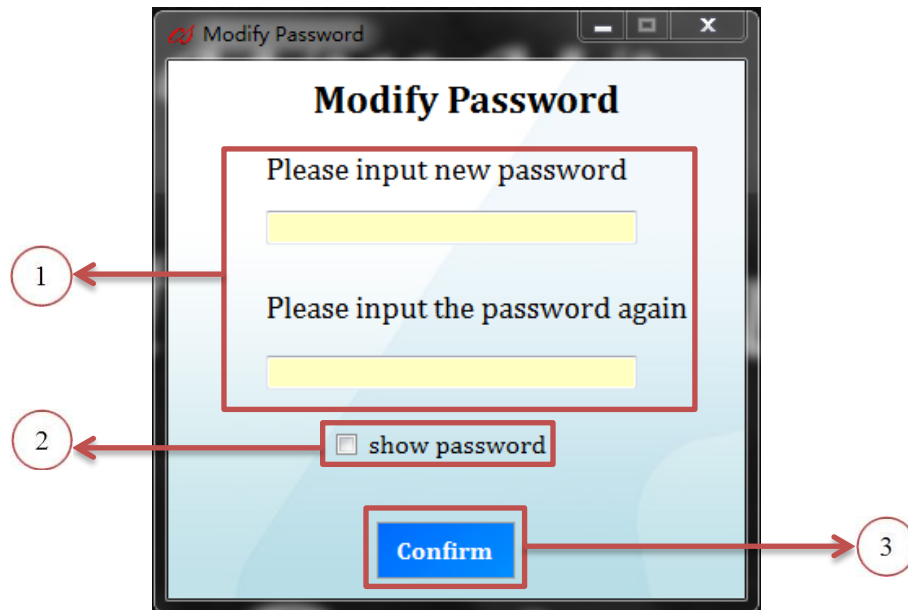 Modify Password
Modify Password
Please input new password
1
Please input the password again
2
show password
Confirm
3